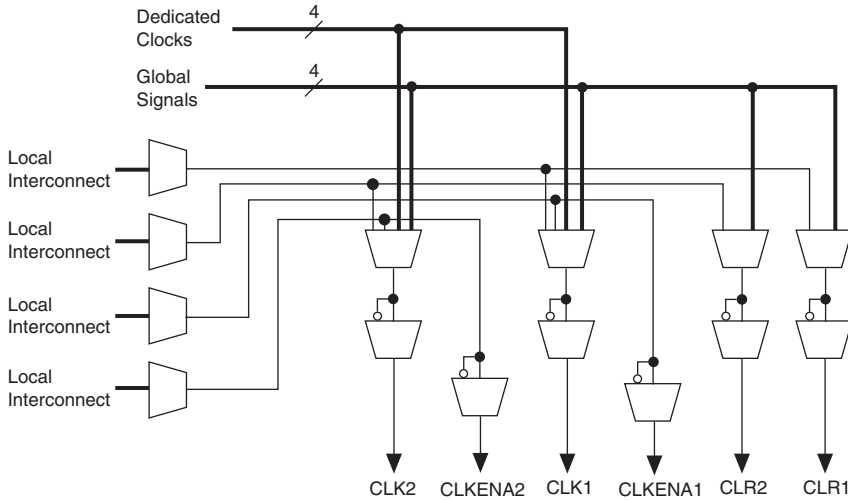 Dedicated
Clocks
4
Global
Signals
4
Local
Interconnect
Local
Interconnect
Local
Interconnect
Local
Interconnect
CLK2
CLKENA2
CLK1
CLKENA1
CLR2
CLR1